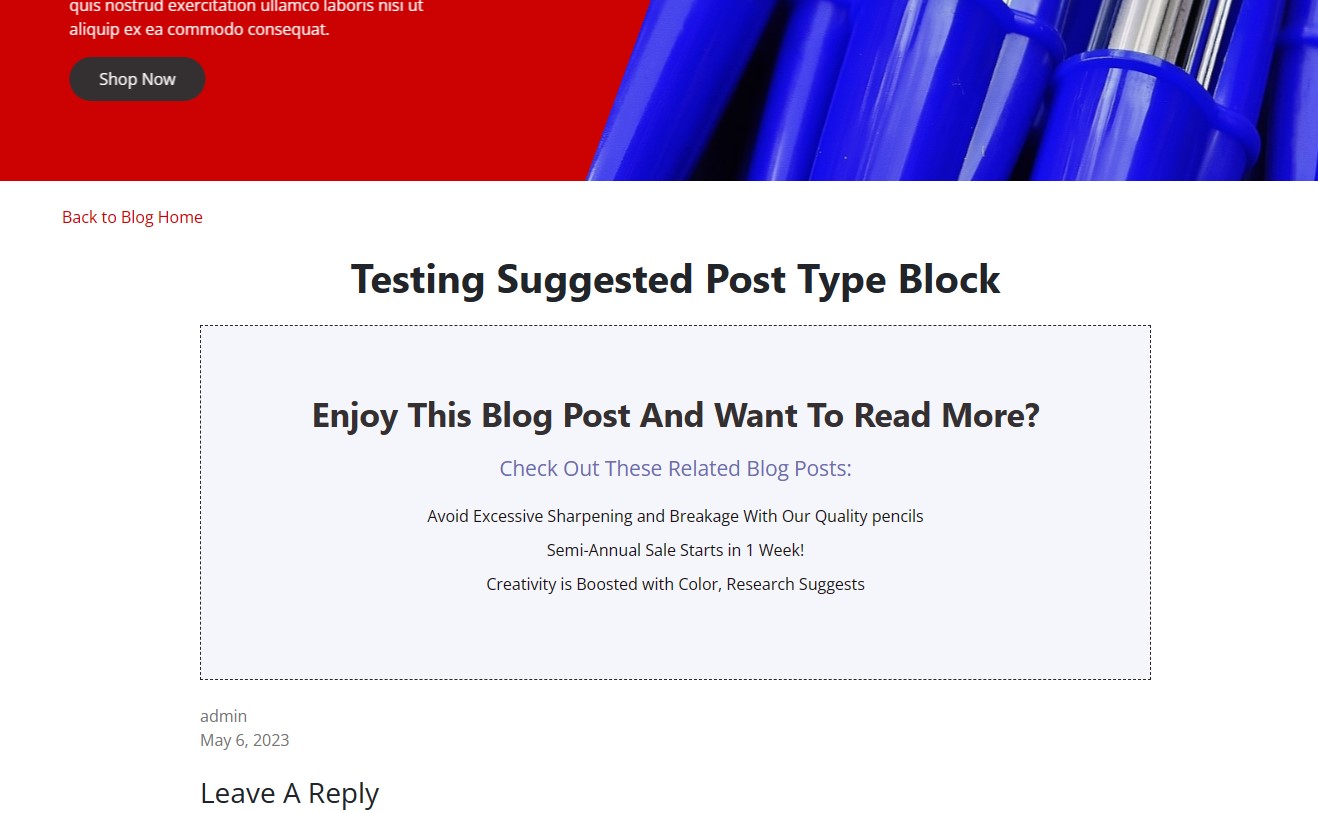 quis nostrud exercitation ullamco laboris nisi ut
aliquip ex ea commodo consequat.
Shop Now
Back to Blog Home
Testing Suggested Post Type Block
Enjoy This Blog Post And Want To Read More?
Check Out These Related Blog Posts:
Avoid Excessive Sharpening and Breakage With Our Quality pencils
Semi-Annual Sale Starts in 1 Week!
Creativity is Boosted with Color, Research Suggests
admin
May 6, 2023
Leave A Reply